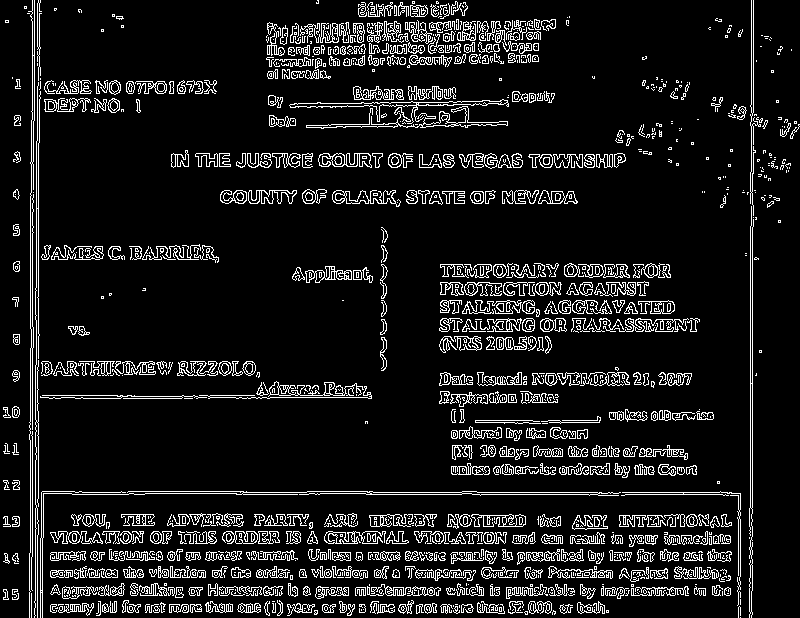 CERTIFIED COPY
The document to which this certificate is attached
is a full, true and correct copy of the original on
file and of record in Justice Court of Las Vegas
Township, in and for the County of Clark, State
of Nevada.
By Barbara Hurlbut Deputy
Date
1 CASE NO 07PO1673X
DEPT.NO. 1
2
3 IN THE JUSTICE COURT OF LAS VEGAS TOWNSHIP
4 COUNTY OF CLARK, STATE OF NEVADA
5 )
JAMES C. BARRIER, )
6 Applicant, ) TEMPORARY ORDER FOR
) PROTECTION AGAINST
7 ) STALKING, AGGRAVATED
vs. ) STALKING OR HARASSMENT
8 ) (NRS 200.591)
BARTHIKIMEW RIZZOLO, )
9 Date Issued: NOVEMBER 21, 2007
Adverse Party. Expiration Date:
10 [ ] ____________, unless otherwise
ordered by the Court
11 [X] 30 days from the date of service,
unless otherwise ordered by the Court
12
13 YOU, THE ADVERSE PARTY, ARE HEREBY NOTIFIED that ANY INTENTIONAL
VIOLATION OF THIS ORDER IS A CRIMINAL VIOLATION and can result in your immediate
14 arrest or issuance of an arrest warrant. Unless a more severe penalty is prescribed by law for the act that
constitutes the violation of the order, a violation of a Temporary Order for Protection Against Stalking,
15 Aggravated Stalking or Harassment is a gross misdemeanor which is punishable by imprisonment in the
county jail for not more than one (1) year, or by a fine of not more than $2,000, or both.